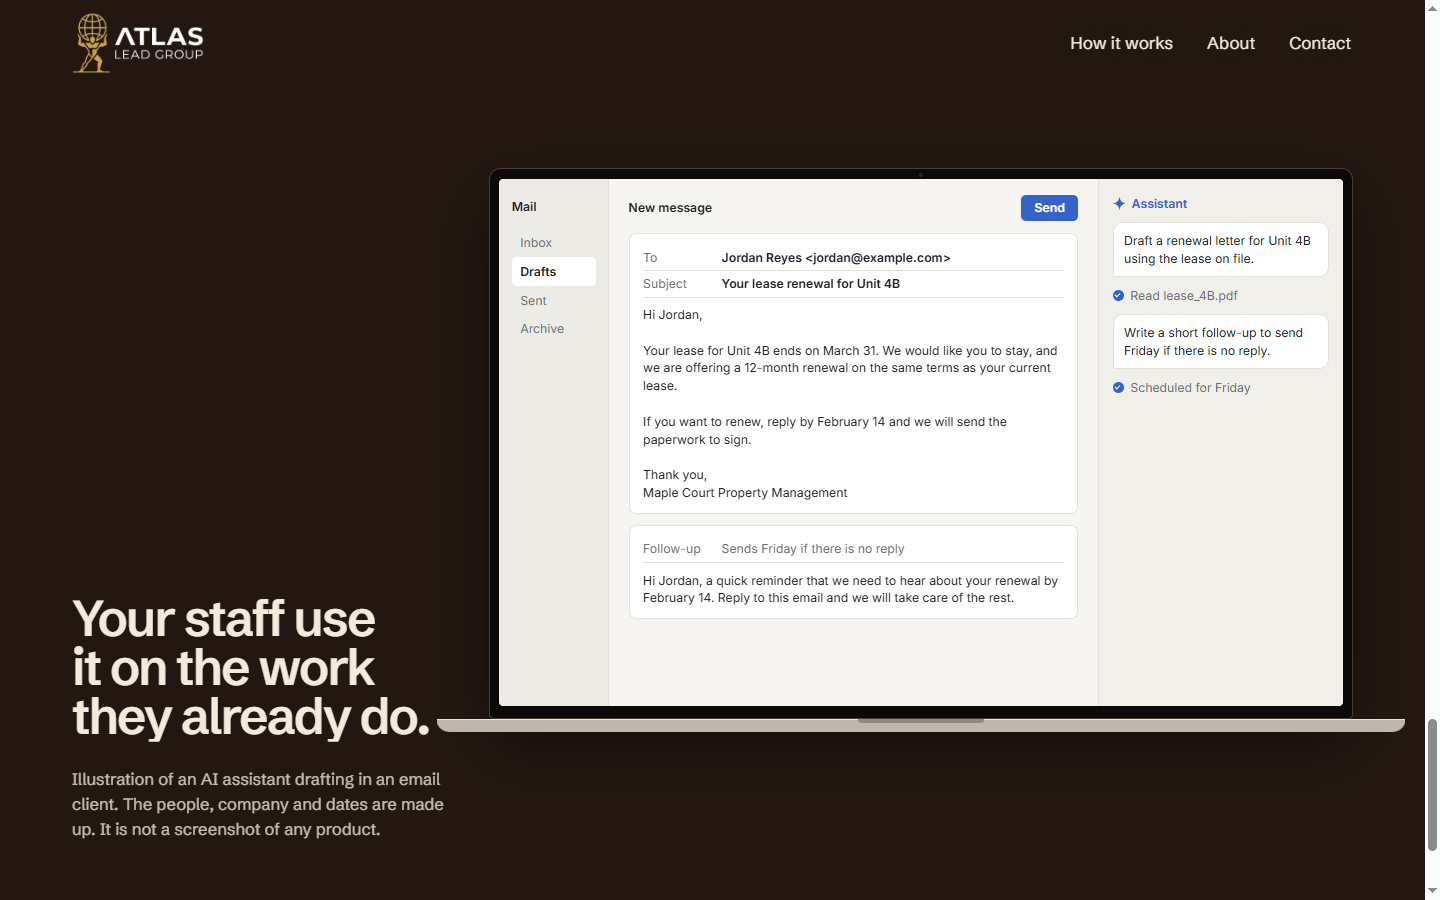 ATLAS
LEAD GROUP
How it works
About
Contact
Mail
Inbox
Drafts
Sent
Archive
New message
Send
To Jordan Reyes <jordan@example.com>
Subject Your lease renewal for Unit 4B
Hi Jordan,
Your lease for Unit 4B ends on March 31. We would like you to stay, and
we are offering a 12-month renewal on the same terms as your current
lease.
If you want to renew, reply by February 14 and we will send the
paperwork to sign.
Thank you,
Maple Court Property Management
Follow-up Sends Friday if there is no reply
Hi Jordan, a quick reminder that we need to hear about your renewal by
February 14. Reply to this email and we will take care of the rest.
Assistant
Draft a renewal letter for Unit 4B
using the lease on file.
Read lease_4B.pdf
Write a short follow-up to send
Friday if there is no reply.
Scheduled for Friday
Your staff use
it on the work
they already do.
Illustration of an AI assistant drafting in an email
client. The people, company and dates are made
up. It is not a screenshot of any product.